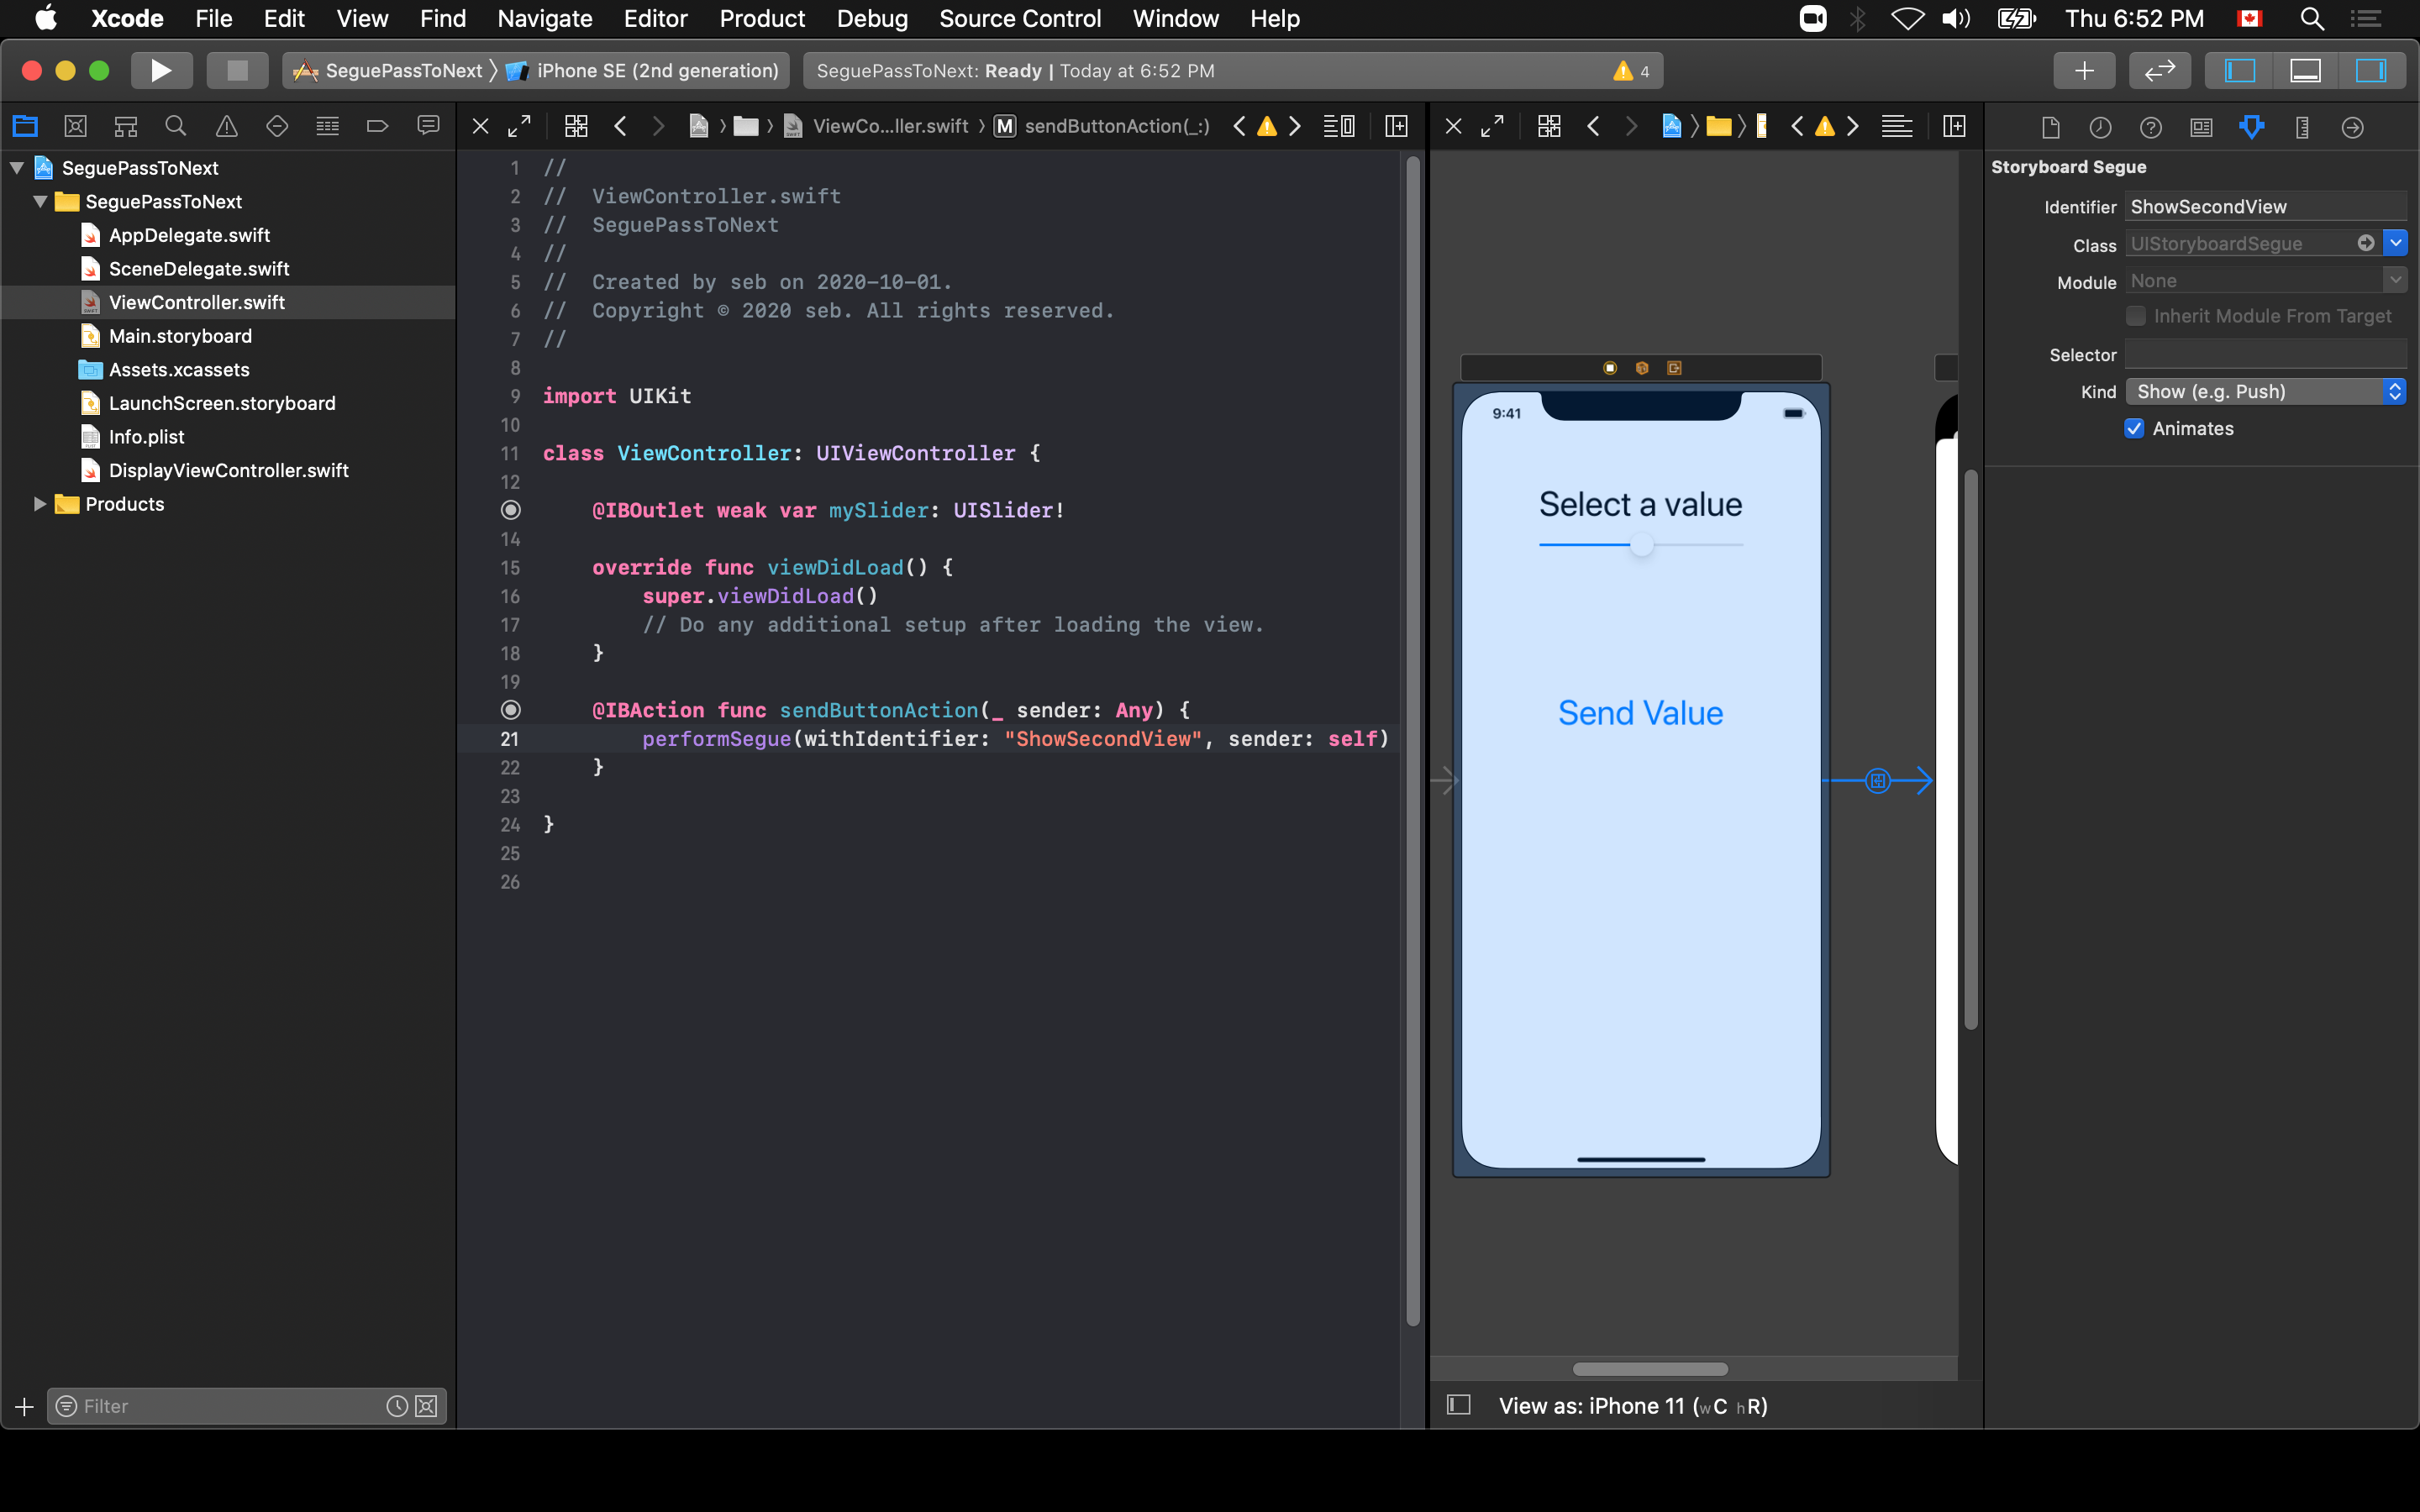 Xcode File Edit View Find Navigate Editor Product Debug Source Control Window Help Thu 6:52 PM
SeguePassToNext iPhone SE (2nd generation) SeguePassToNext: Ready | Today at 6:52 PM 4
ViewCo...ller.swift M sendButtonAction(_:)
SeguePassToNext
SeguePassToNext
AppDelegate.swift
SceneDelegate.swift
ViewController.swift
Main.storyboard
Assets.xcassets
LaunchScreen.storyboard
Info.plist
DisplayViewController.swift
Products
Filter
1 //
2 //  ViewController.swift
3 //  SeguePassToNext
4 //
5 //  Created by seb on 2020-10-01.
6 //  Copyright © 2020 seb. All rights reserved.
7 //
8
9 import UIKit
10
11 class ViewController: UIViewController {
12
@IBOutlet weak var mySlider: UISlider!
14
15 override func viewDidLoad() {
16 super.viewDidLoad()
17 // Do any additional setup after loading the view.
18 }
19
@IBAction func sendButtonAction(_ sender: Any) {
21 performSegue(withIdentifier: "ShowSecondView", sender: self)
22 }
23
24 }
25
26
9:41
Select a value
Send Value
View as: iPhone 11 (wC hR)
Storyboard Segue
Identifier ShowSecondView
Class UIStoryboardSegue
Module None
Inherit Module From Target
Selector
Kind Show (e.g. Push)
Animates